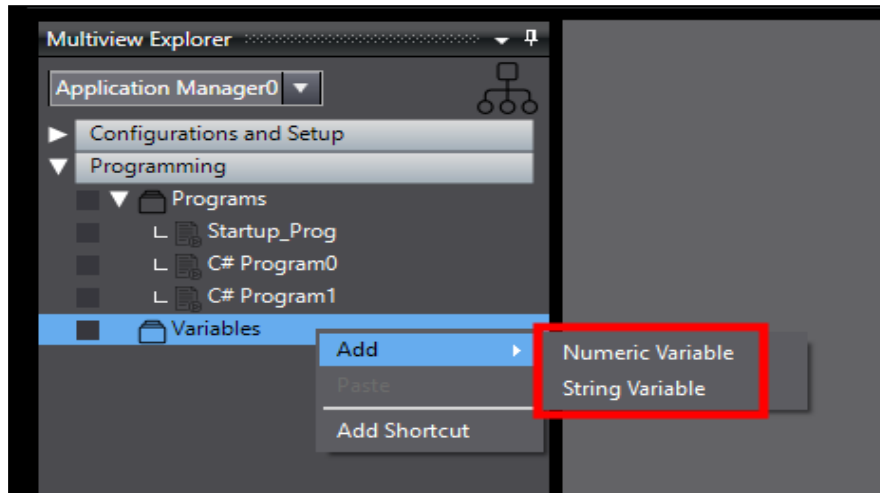 Multiview Explorer
Application Manager0
Configurations and Setup
Programming
Programs
Startup_Prog
C# Program0
C# Program1
Variables
Add
Numeric Variable
Paste
String Variable
Add Shortcut